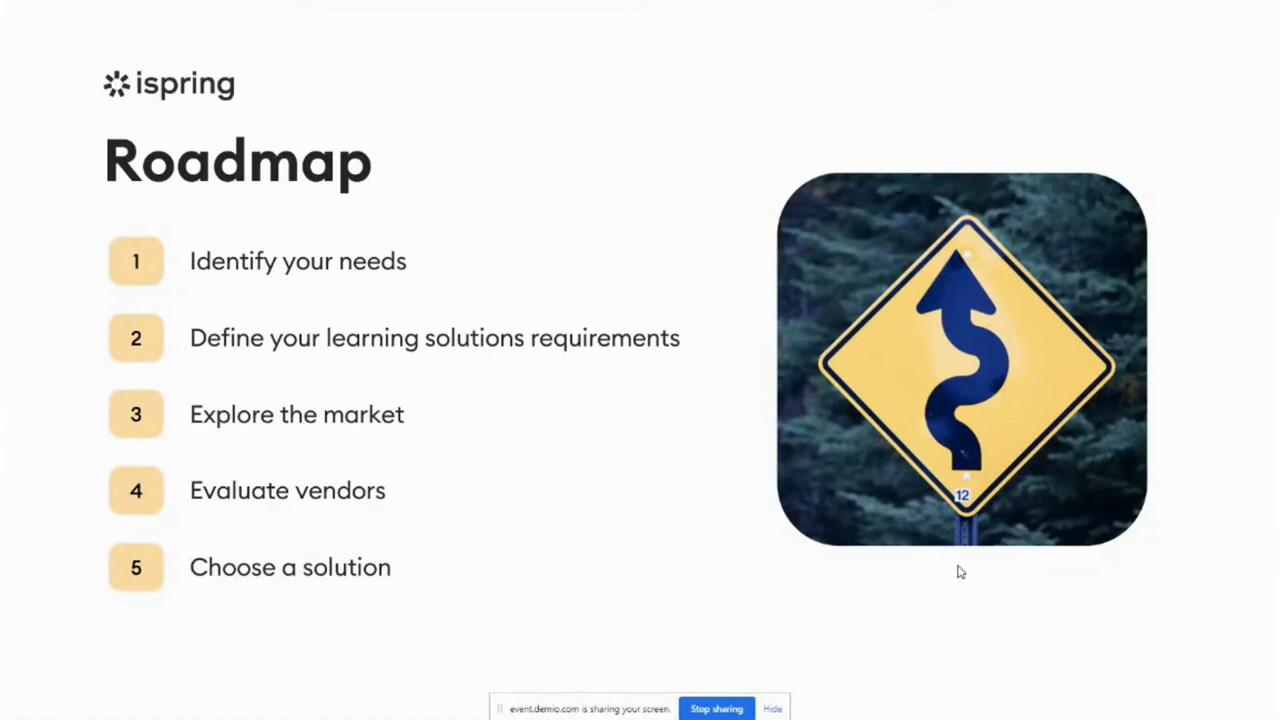 ispring
Roadmap
1 Identify your needs
2 Define your learning solutions requirements
3 Explore the market
4 Evaluate vendors
5 Choose a solution
12
event.demio.com is sharing your screen. Stop sharing Hide